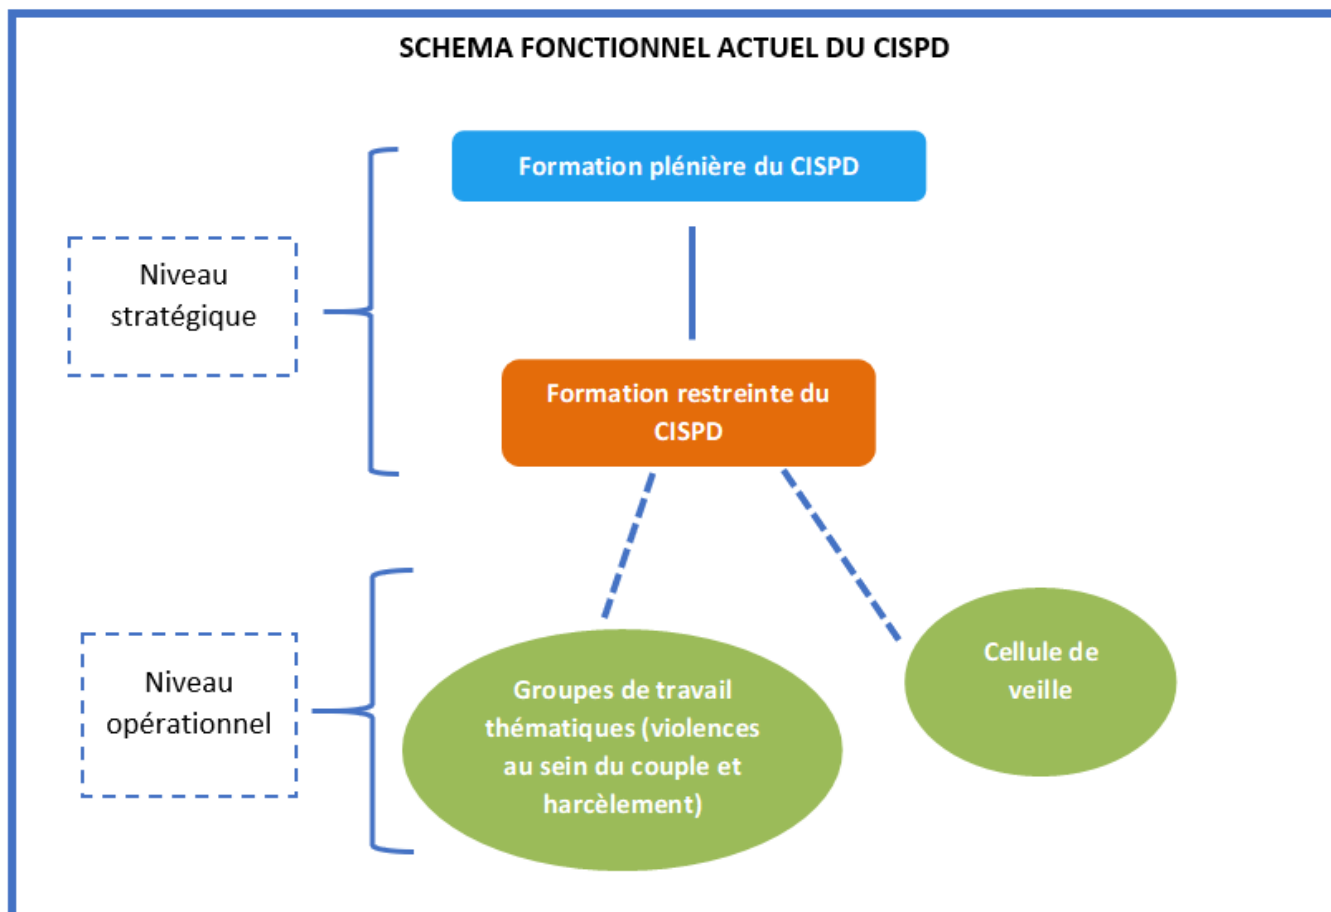 SCHEMA FONCTIONNEL ACTUEL DU CISPD
Formation plénière du CISPD
Niveau
stratégique
Formation restreinte du
CISPD
Niveau
opérationnel
Groupes de travail
thématiques (violences
au sein du couple et
harcèlement)
Cellule de
veille